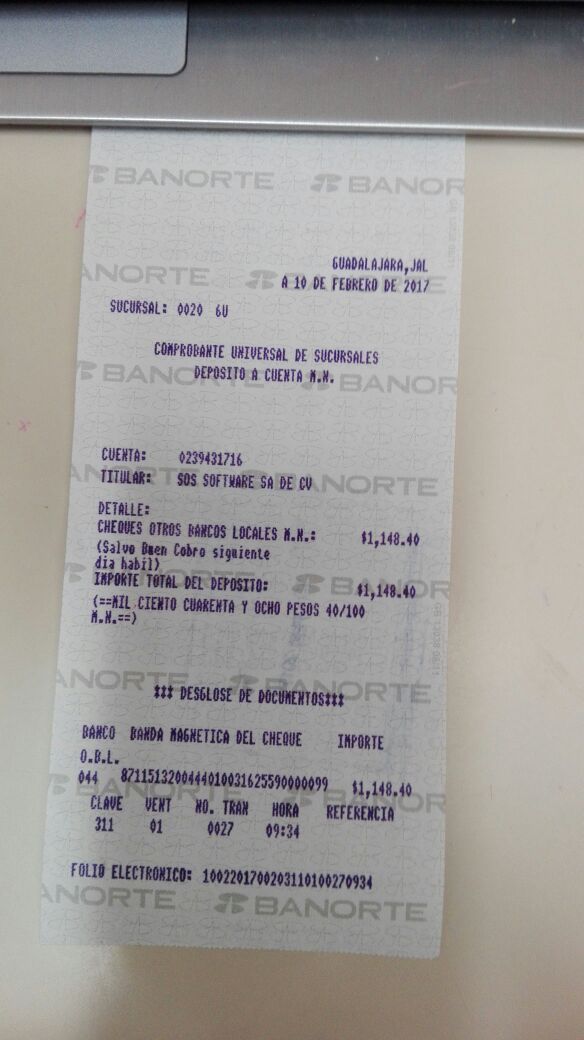 BANORTE BANORTE
GUADALAJARA,JAL
A 10 DE FEBRERO DE 2017
SUCURSAL: 0020 6U
COMPROBANTE UNIVERSAL DE SUCURSALES
DEPOSITO A CUENTA M.N.
CUENTA: 0239431716
TITULAR: SOS SOFTWARE SA DE CV
DETALLE:
CHEQUES OTROS BANCOS LOCALES M.N.: $1,148.40
(Salvo Buen Cobro siguiente
dia habil)
IMPORTE TOTAL DEL DEPOSITO: $1,148.40
(==MIL CIENTO CUARENTA Y OCHO PESOS 40/100
M.N.==)
*** DESGLOSE DE DOCUMENTOS***
BANCO BANDA MAGNETICA DEL CHEQUE IMPORTE
O.B.L.
044 8711513200444010031625590000099 $1,148.40
CLAVE VENT NO. TRAN HORA REFERENCIA
311 01 0027 09:34
FOLIO ELECTRONICO: 1002201700203110100270934
ANORTE BANORTE